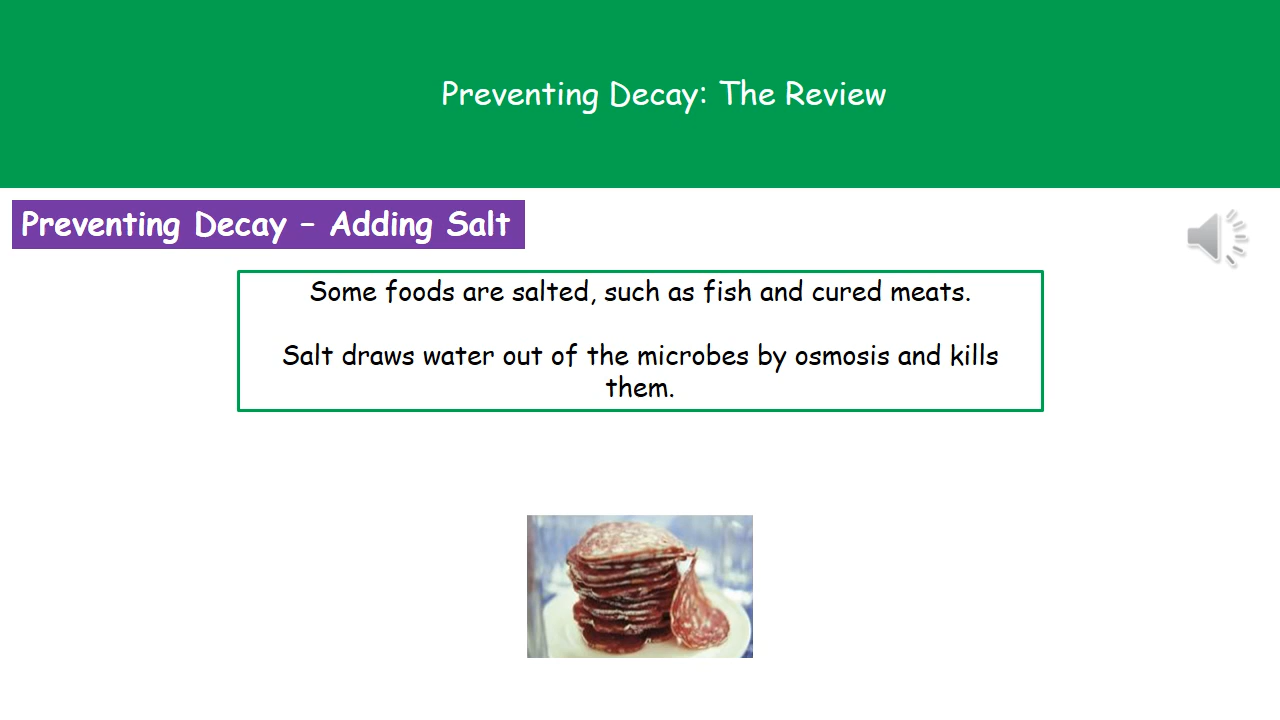 Preventing Decay: The Review
Preventing Decay – Adding Salt
Some foods are salted, such as fish and cured meats.
Salt draws water out of the microbes by osmosis and kills
them.